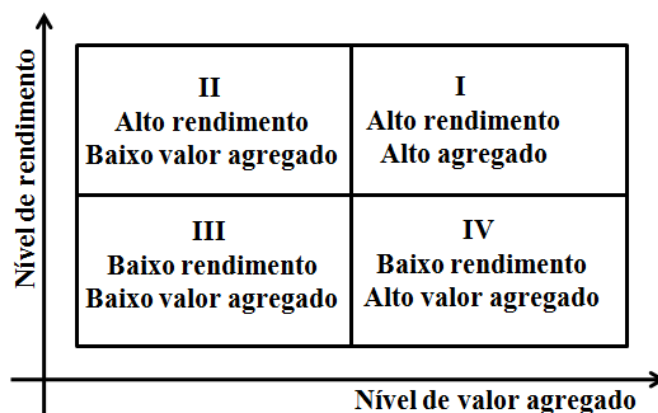 Nível de rendimento
II
Alto rendimento
Baixo valor agregado
I
Alto rendimento
Alto agregado
III
Baixo rendimento
Baixo valor agregado
IV
Baixo rendimento
Alto valor agregado
Nível de valor agregado